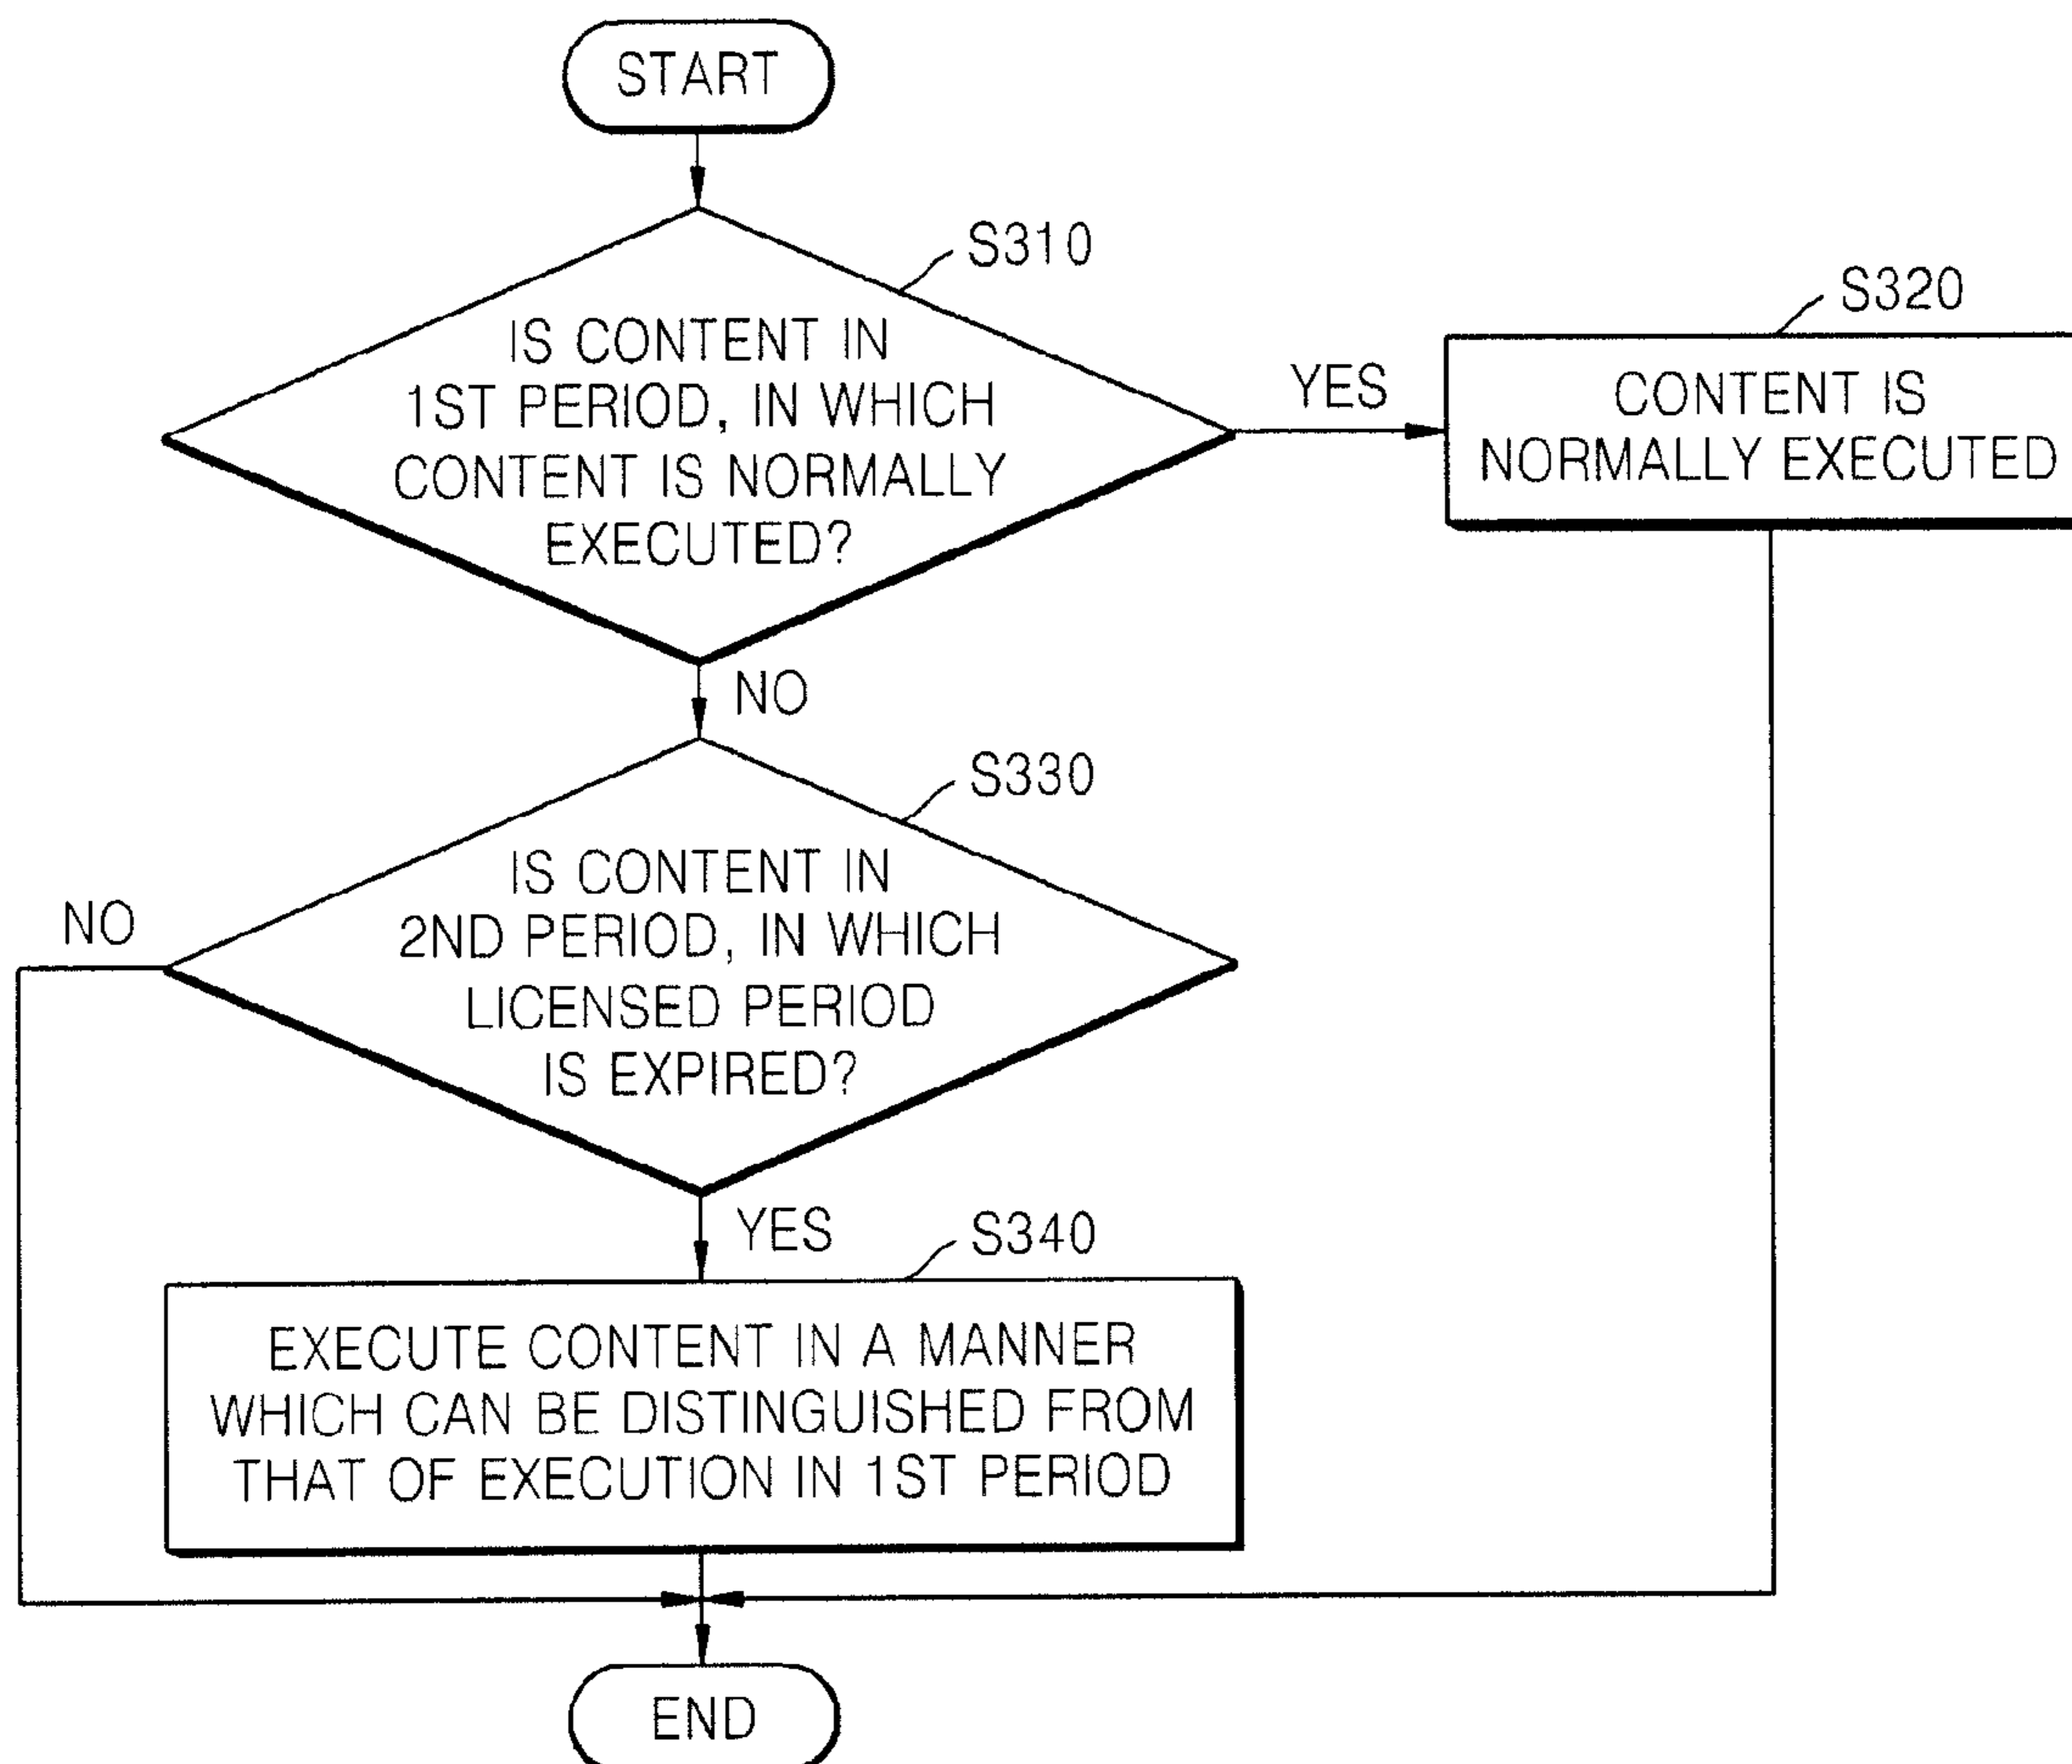 START
S310
IS CONTENT IN
1ST PERIOD, IN WHICH
CONTENT IS NORMALLY
EXECUTED?
YES
S320
CONTENT IS
NORMALLY EXECUTED
NO
S330
IS CONTENT IN
2ND PERIOD, IN WHICH
LICENSED PERIOD
IS EXPIRED?
NO
YES
S340
EXECUTE CONTENT IN A MANNER
WHICH CAN BE DISTINGUISHED FROM
THAT OF EXECUTION IN 1ST PERIOD
END